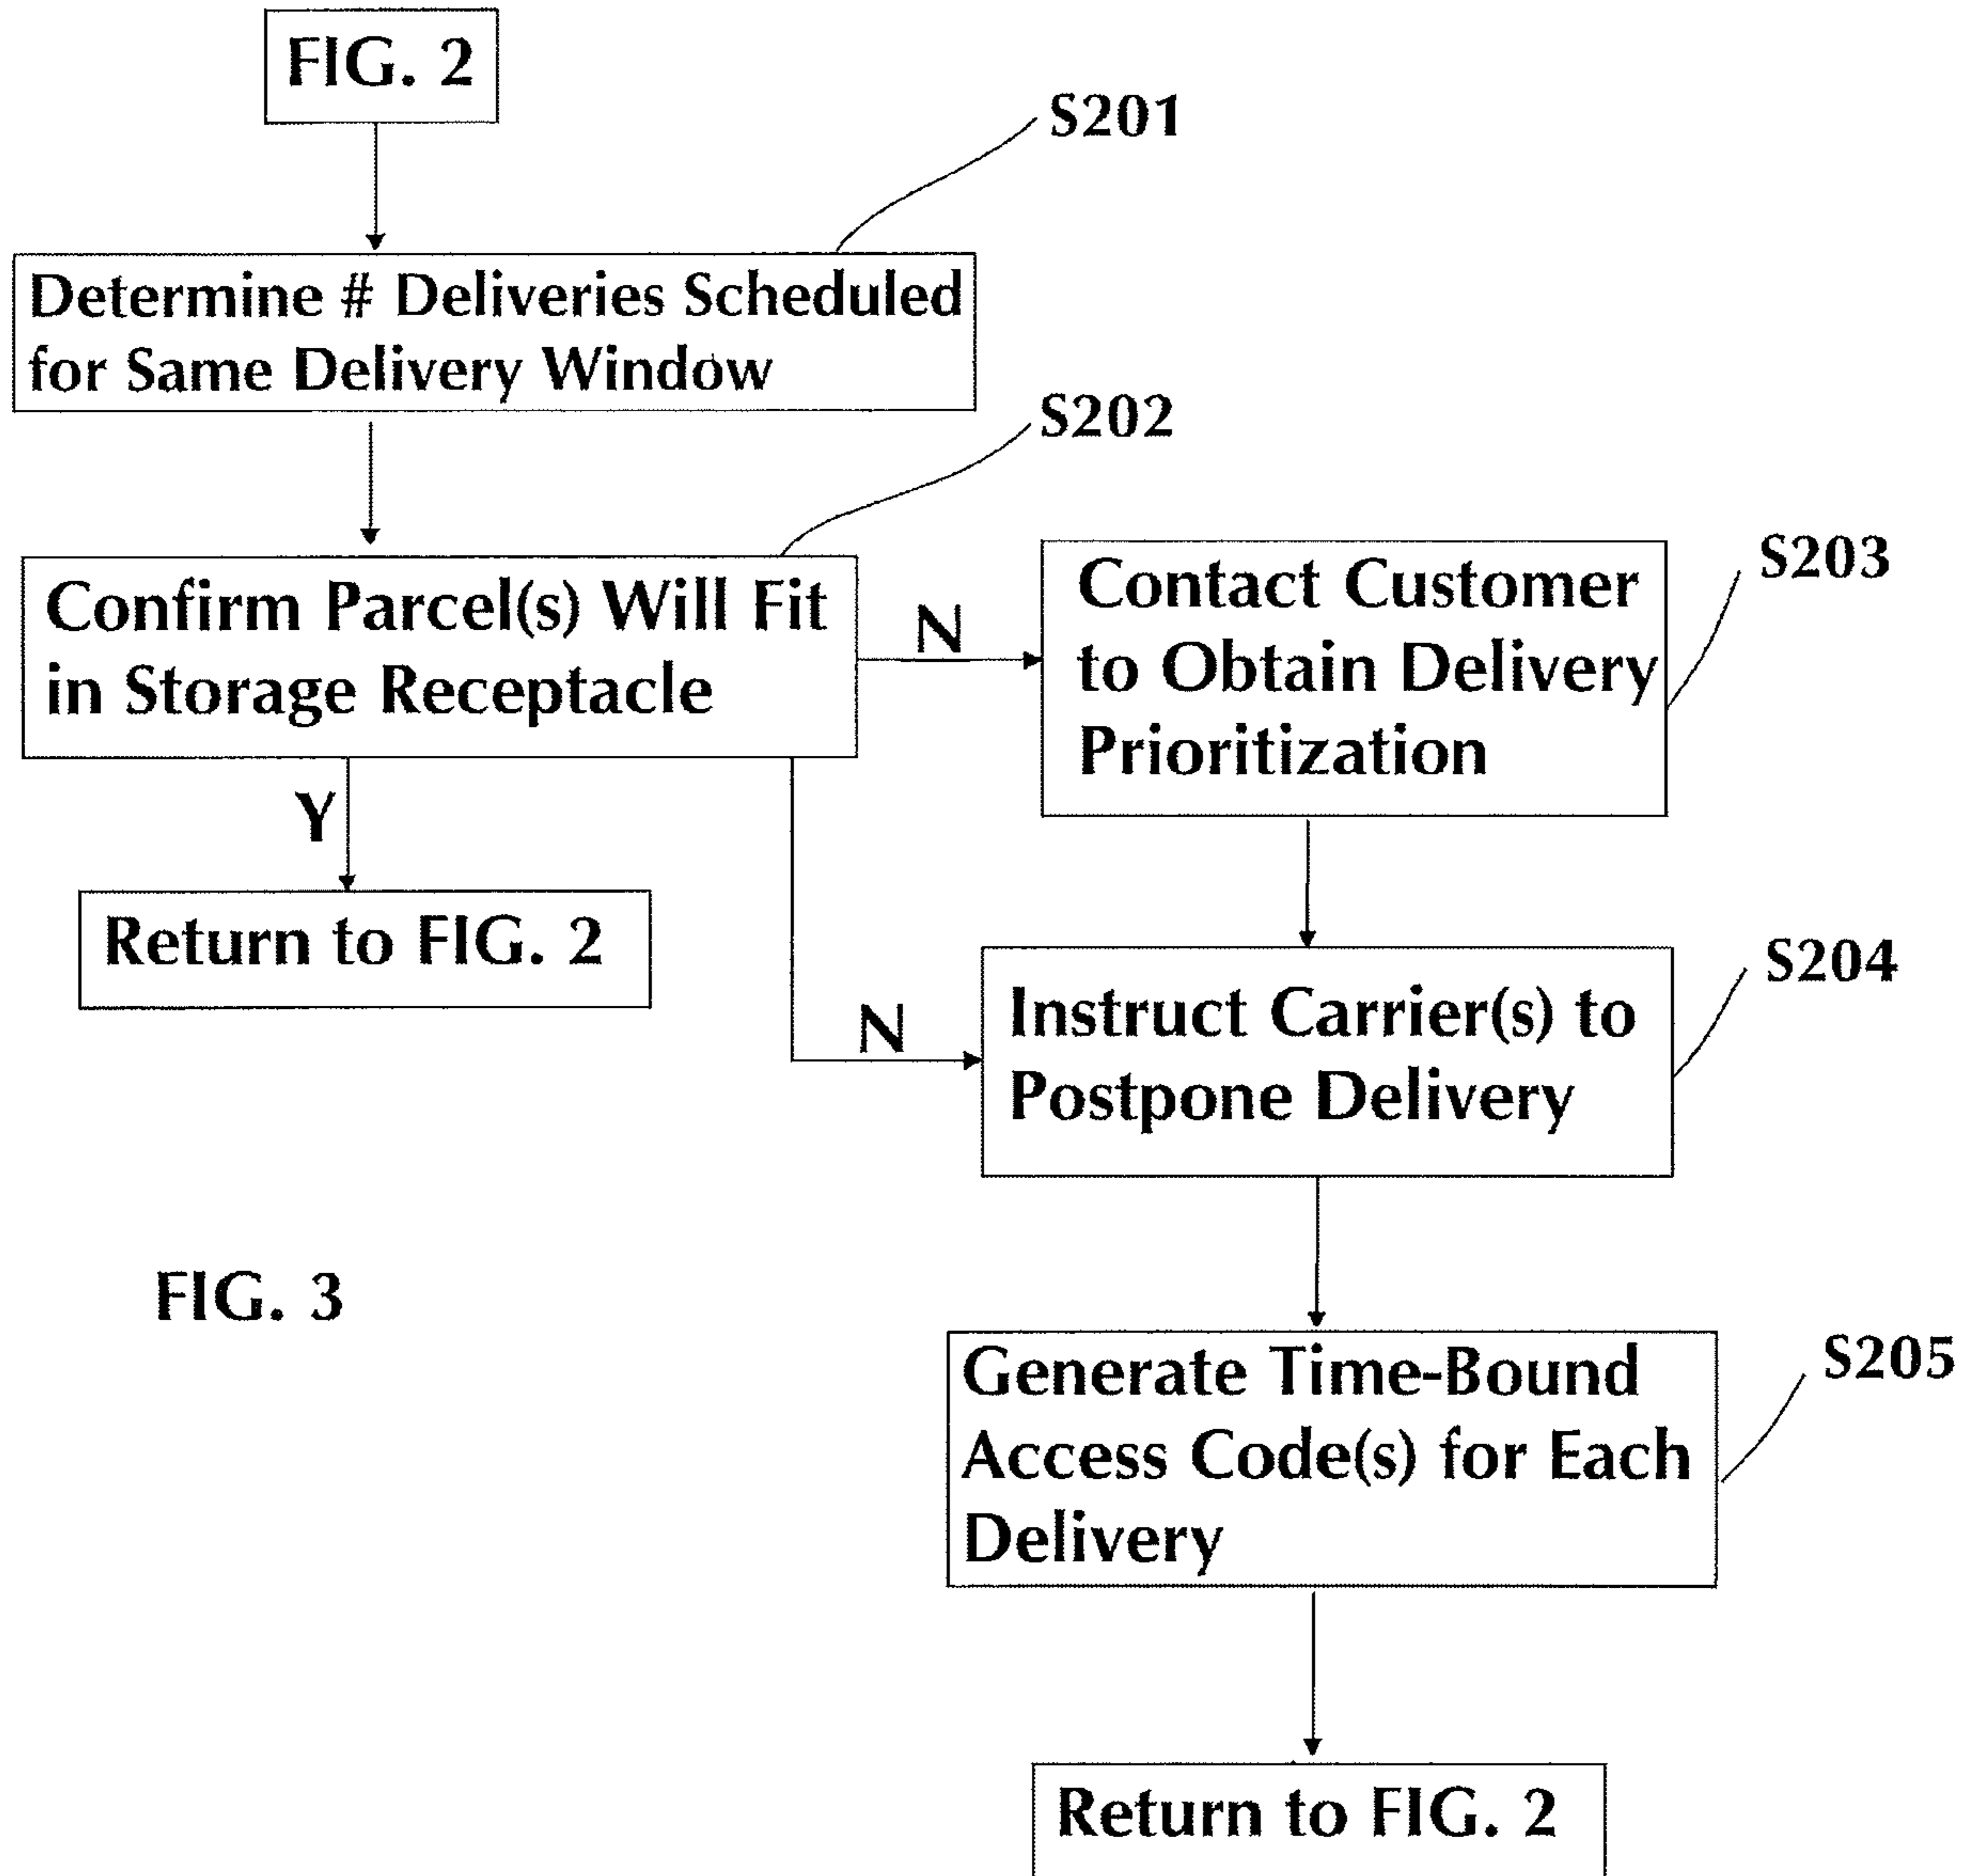 FIG. 2
S201
Determine # Deliveries Scheduled
for Same Delivery Window
S202
Confirm Parcel(s) Will Fit
in Storage Receptacle
N
Contact Customer
to Obtain Delivery
Prioritization
S203
Y
Return to FIG. 2
N
Instruct Carrier(s) to
Postpone Delivery
S204
FIG. 3
Generate Time-Bound
Access Code(s) for Each
Delivery
S205
Return to FIG. 2